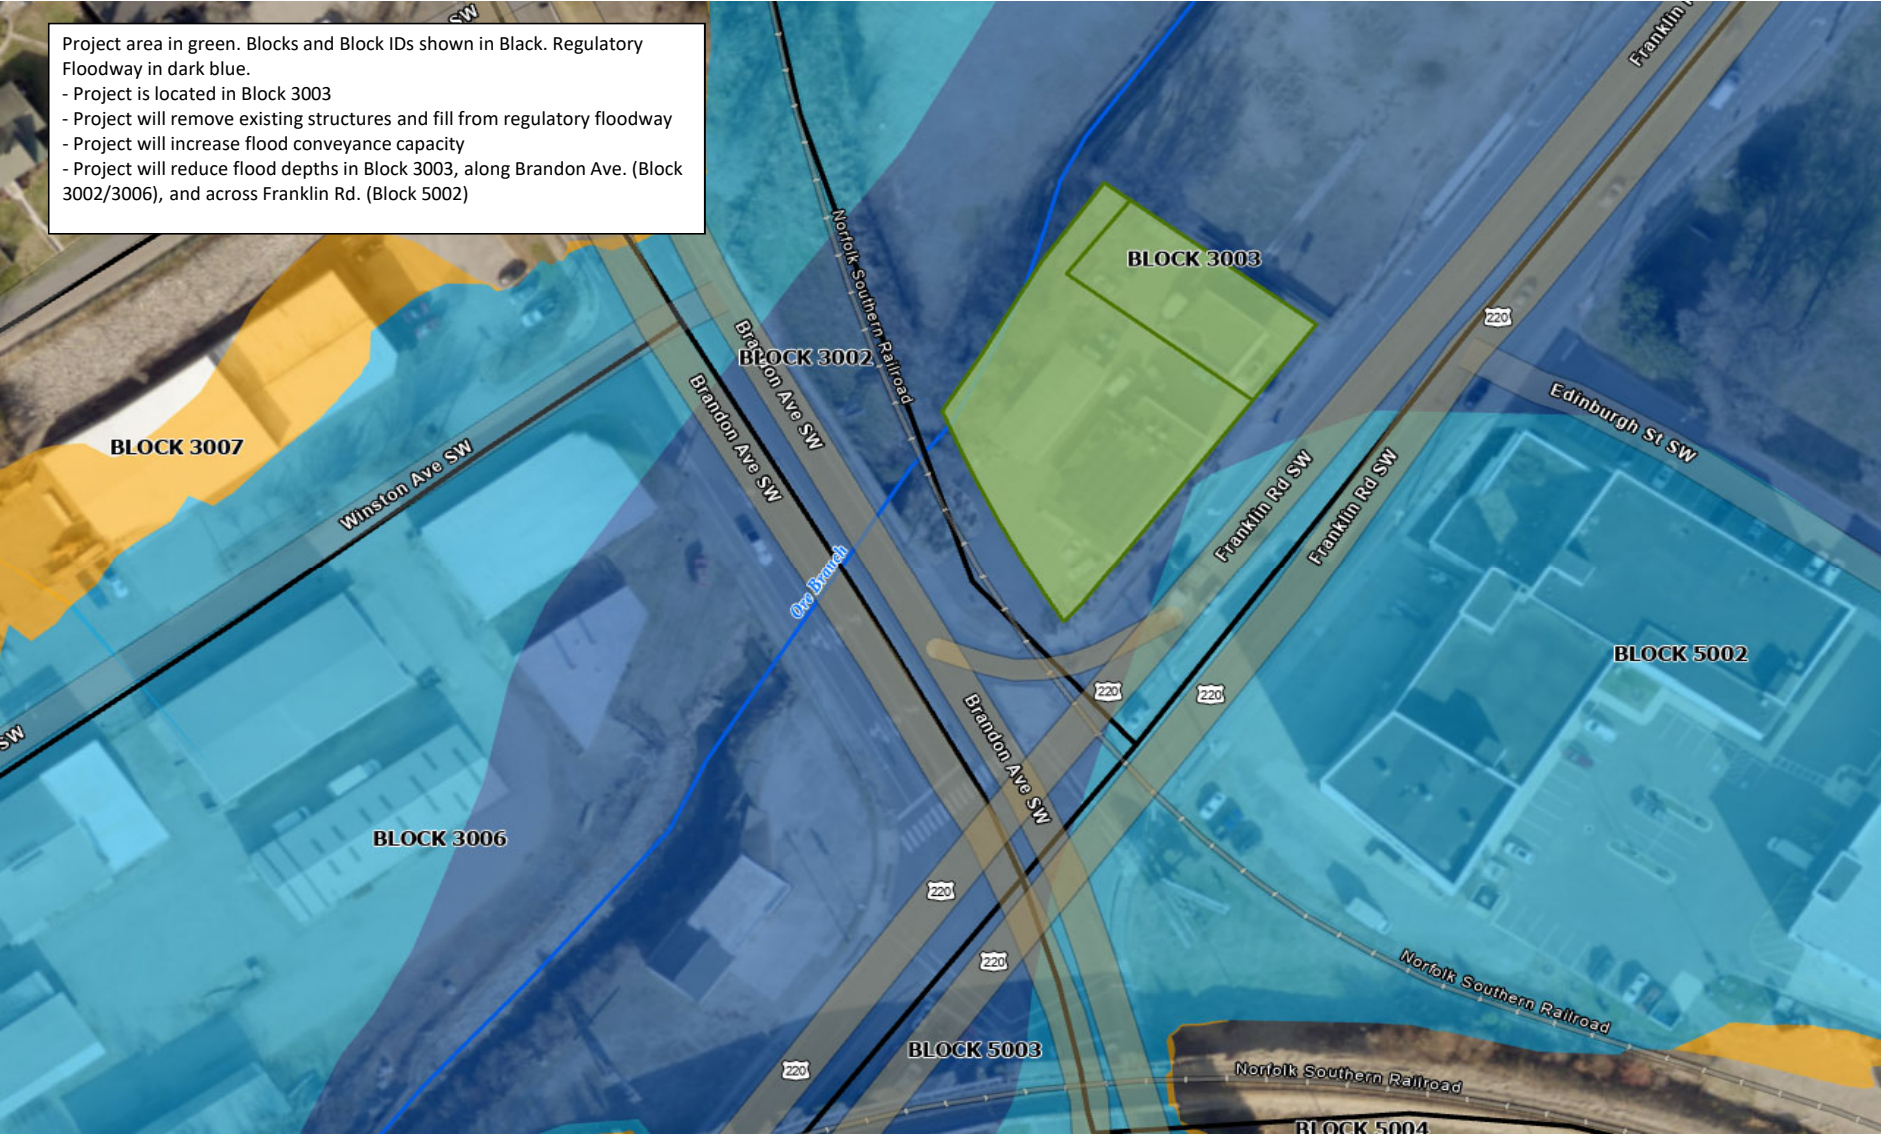 SW
Project area in green. Blocks and Block IDs shown in Black. Regulatory
Floodway in dark blue.
- Project is located in Block 3003
- Project will remove existing structures and fill from regulatory floodway
- Project will increase flood conveyance capacity
- Project will reduce flood depths in Block 3003, along Brandon Ave. (Block
3002/3006), and across Franklin Rd. (Block 5002)
Franklin
Norfolk Southern Railroad
BLOCK 3003
220
Brandon Ave SW
BLOCK 3002
Brandon Ave SW
Edinburgh St SW
BLOCK 3007
Winston Ave SW
Franklin Rd SW
Franklin Rd SW
Ore Branch
BLOCK 5002
220
220
SW
Brandon Ave SW
BLOCK 3006
220
220
Norfolk Southern Railroad
BLOCK 5003
220
Norfolk Southern Railroad
BLOCK 5004